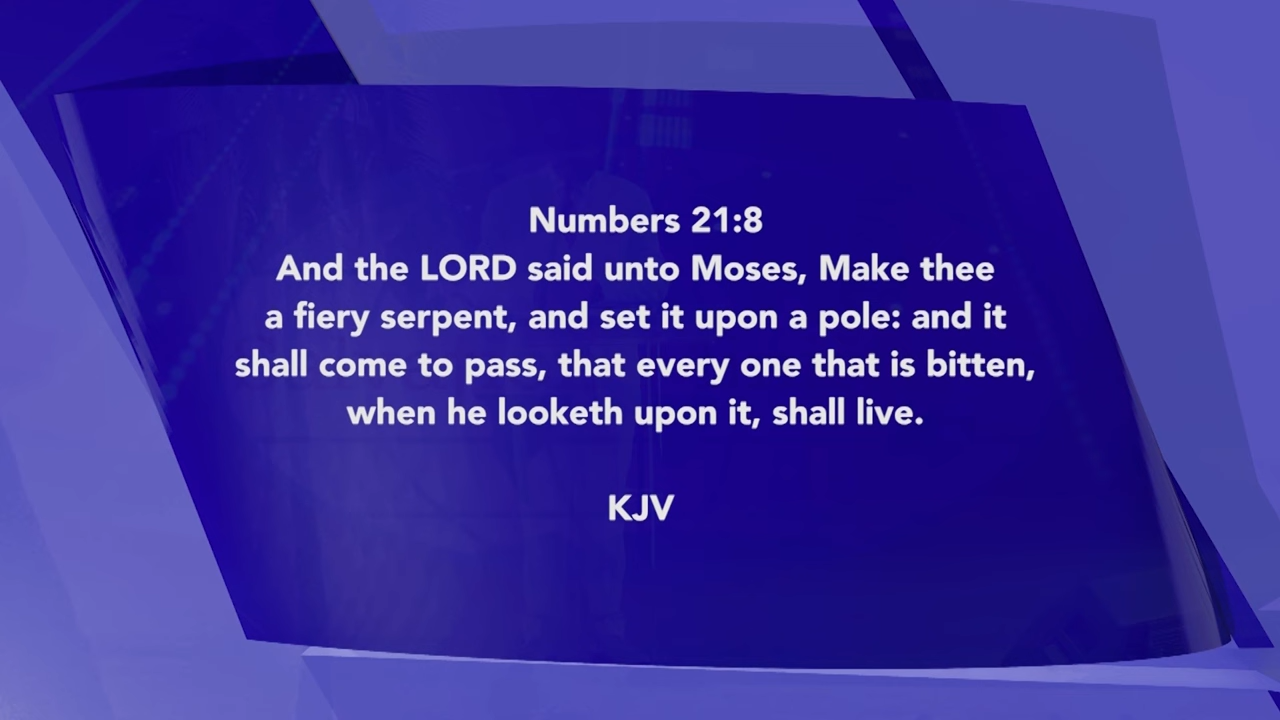 Numbers 21:8
And the LORD said unto Moses, Make thee
a fiery serpent, and set it upon a pole: and it
shall come to pass, that every one that is bitten,
when he looketh upon it, shall live.
KJV